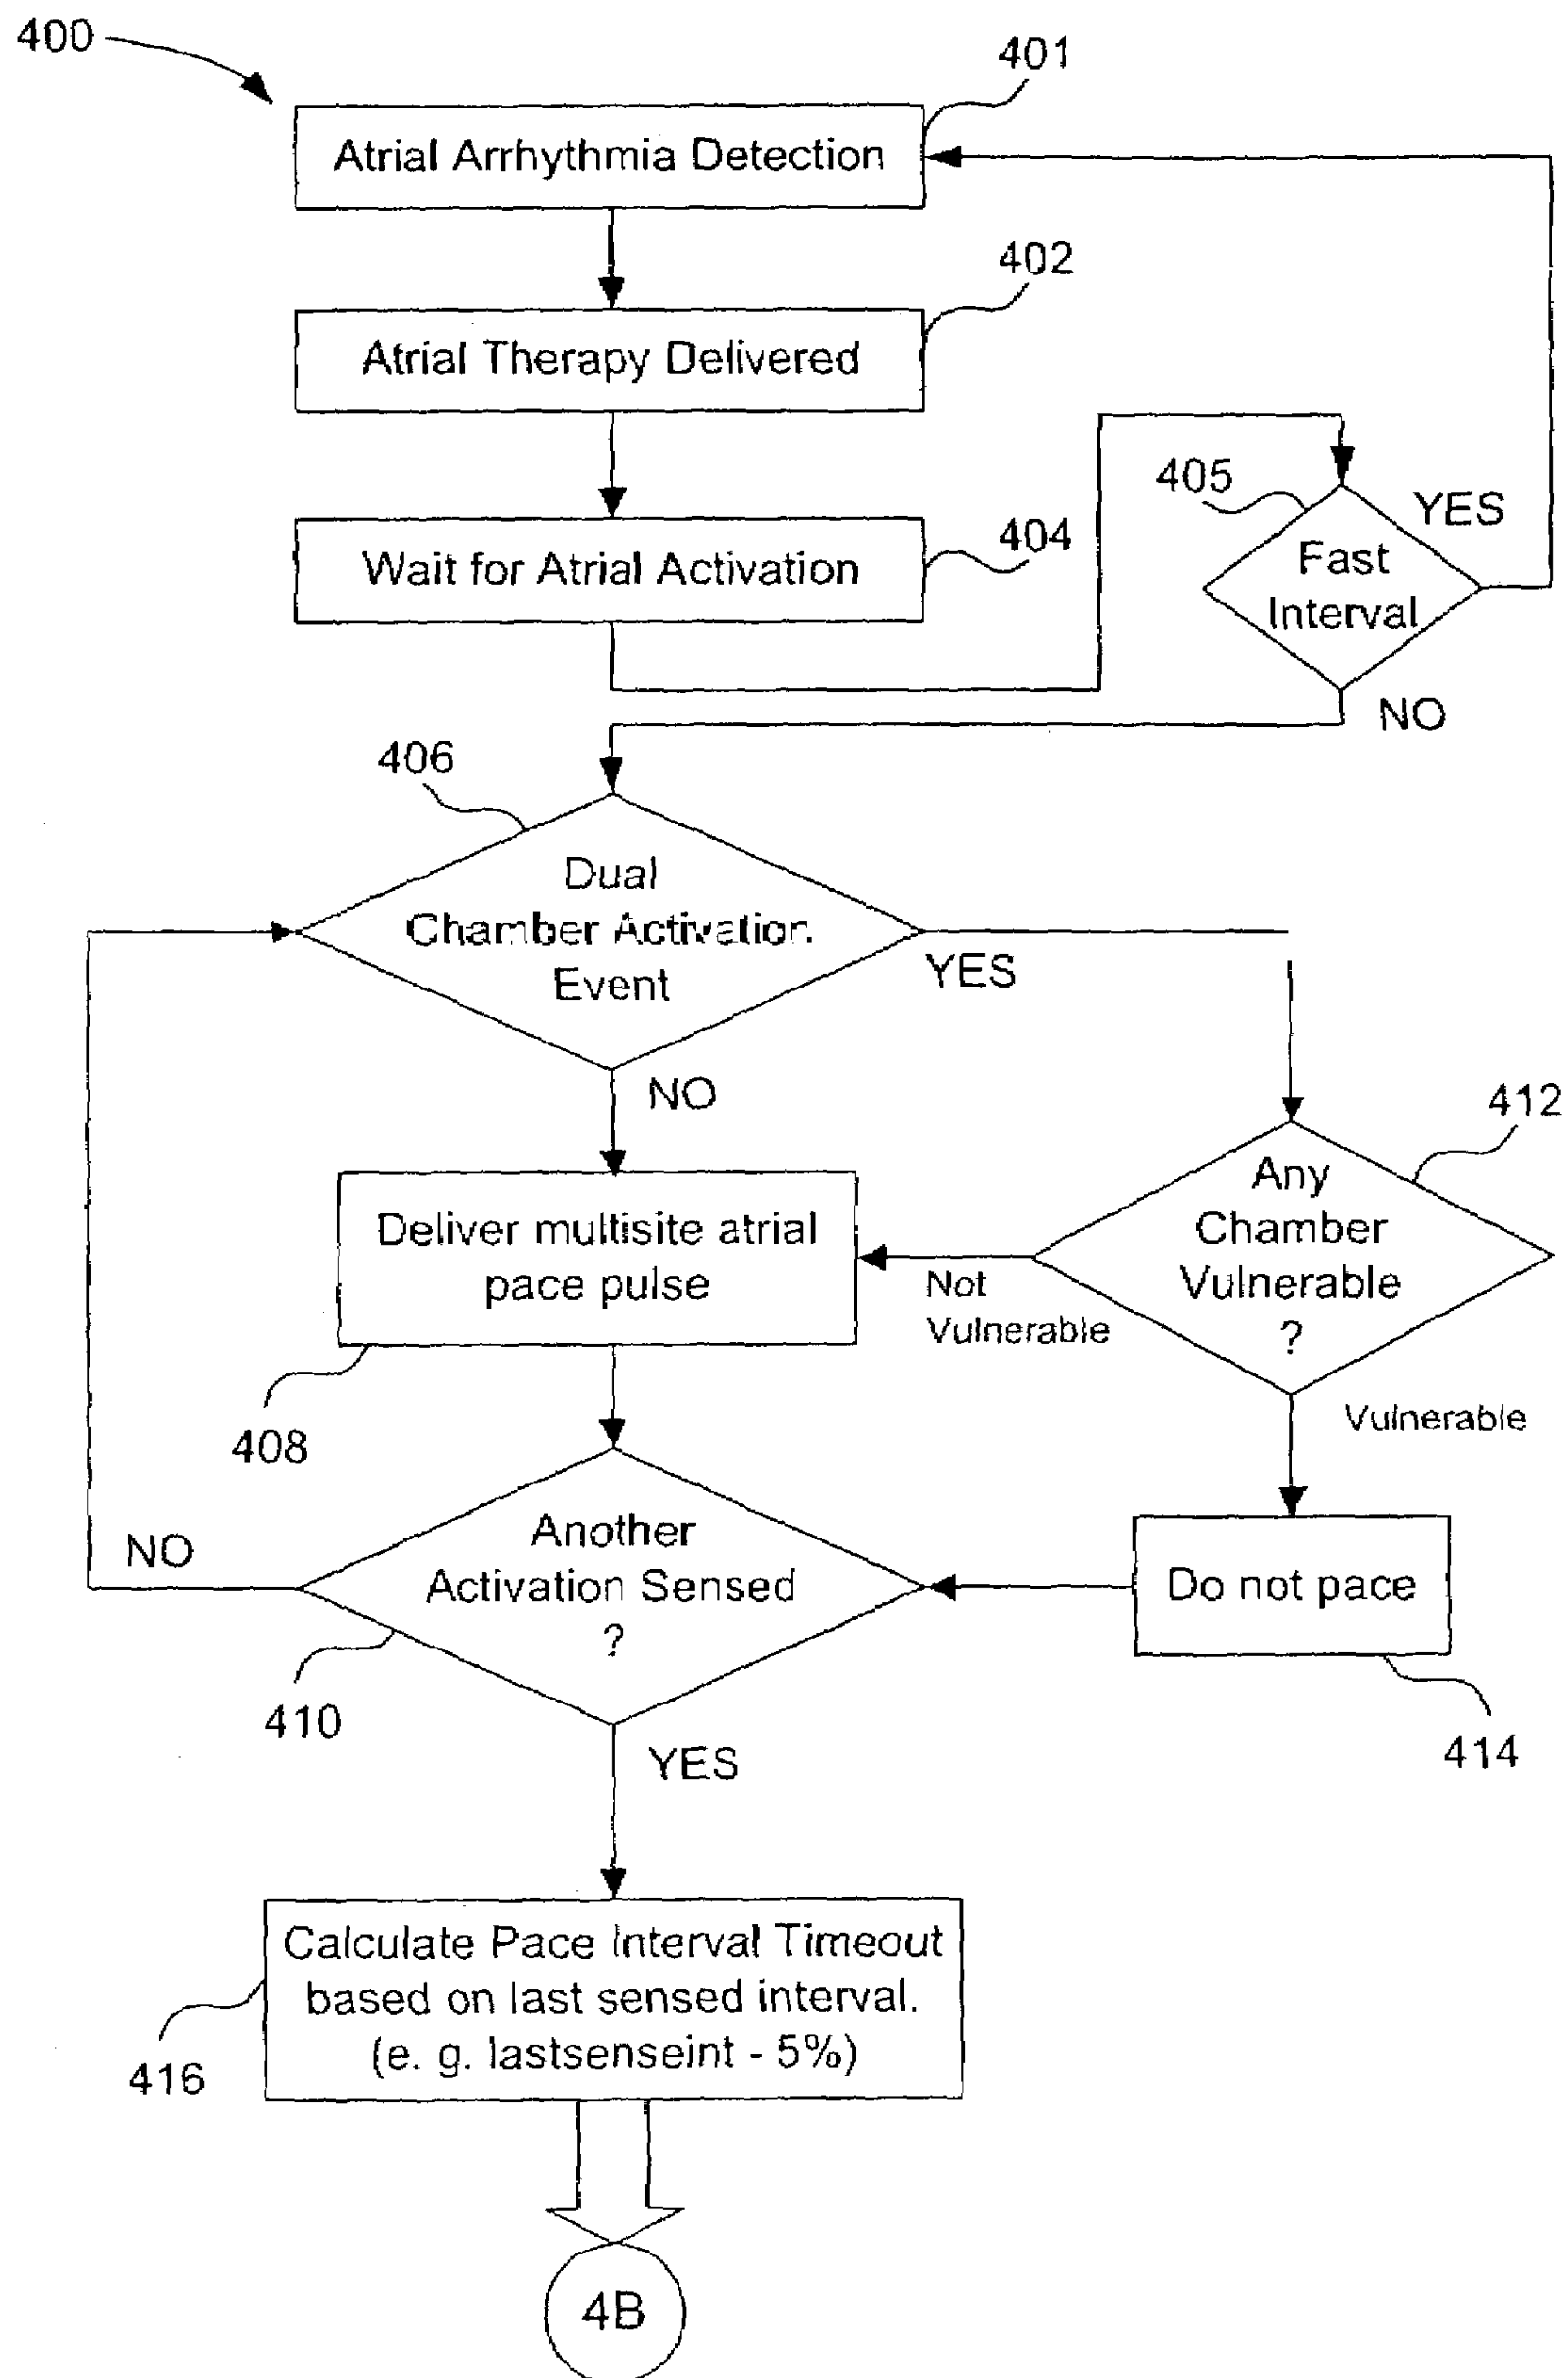 400
401
Atrial Arrhythmia Detection
402
Atrial Therapy Delivered
405
YES
404
Wait for Atrial Activation
Fast
Interval
NO
406
Dual
Chamber Activation
Event
YES
NO
412
Any
Chamber
Vulnerable
?
Deliver multisite atrial
pace pulse
Not
Vulnerable
Vulnerable
408
Another
Activation Sensed
?
NO
Do not pace
410
YES
414
Calculate Pace Interval Timeout
based on last sensed interval.
(e. g. lastsenseint - 5%)
416
4B